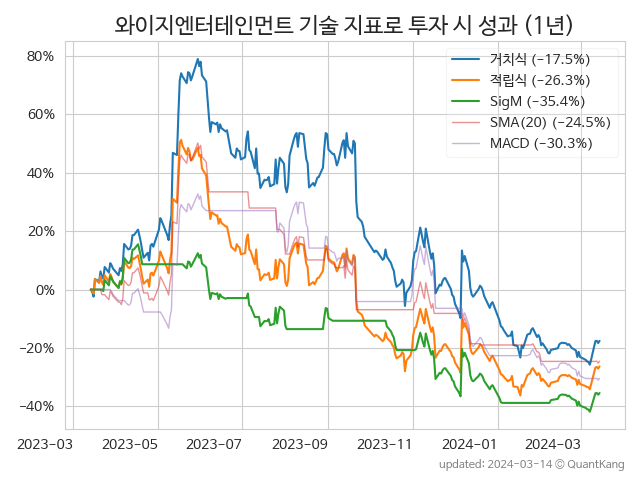 와이지엔터테인먼트 기술 지표로 투자 시 성과 (1년)
80%
60%
40%
20%
0%
−20%
−40%
거치식 (−17.5%)
적립식 (−26.3%)
SigM (−35.4%)
SMA(20) (−24.5%)
MACD (−30.3%)
2023-03
2023-05
2023-07
2023-09
2023-11
2024-01
2024-03
updated: 2024-03-14 © QuantKang